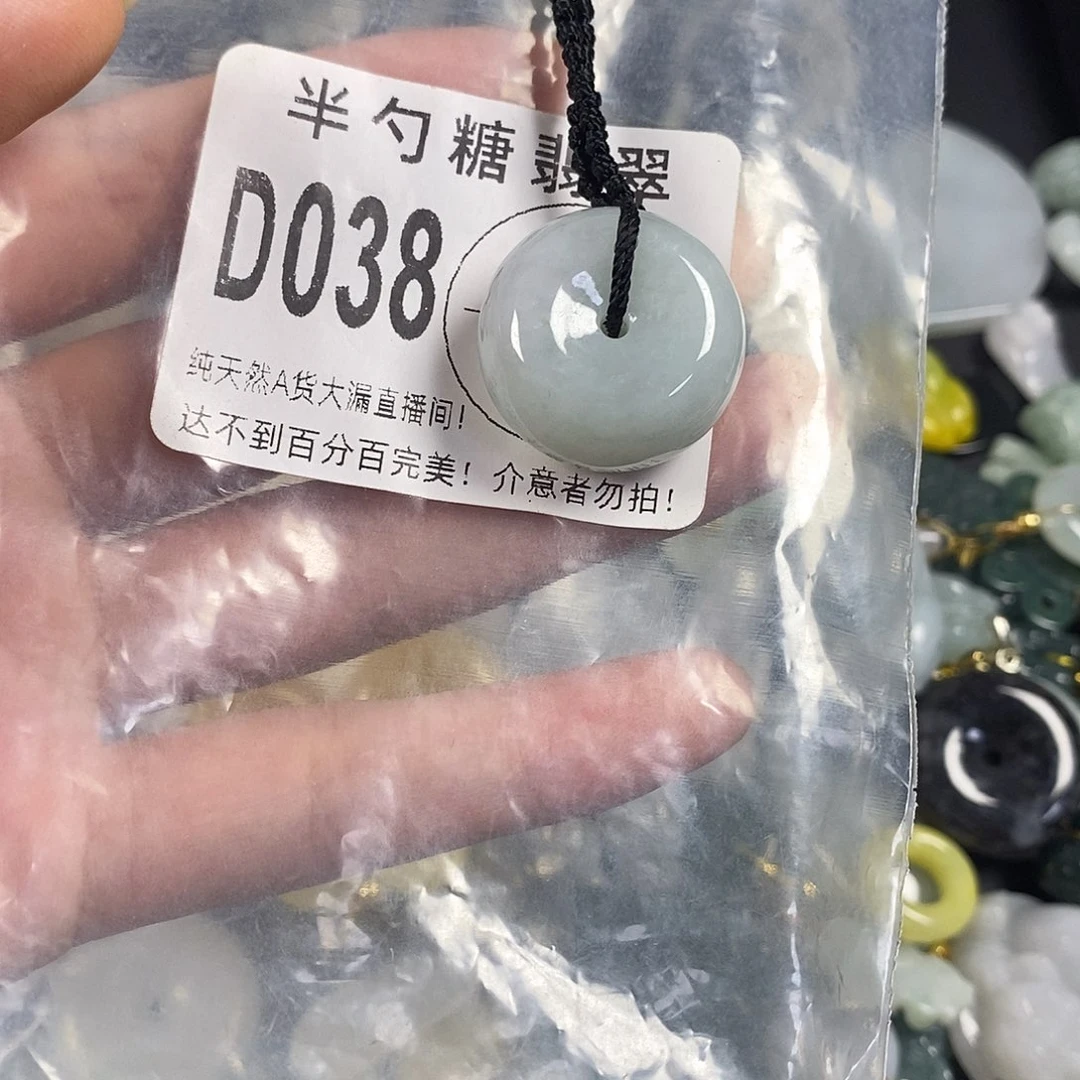 半勺糖翡翠
D038
纯天然A货大漏直播间！
达不到百分百完美！介意者勿拍！